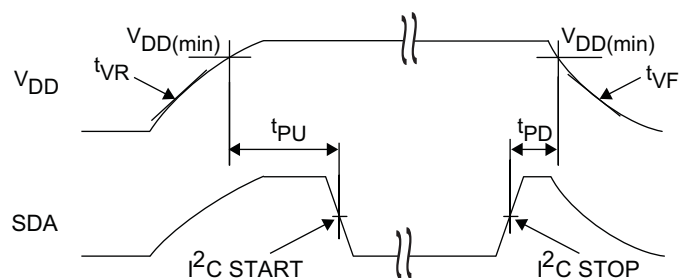 VDD(min)
VDD(min)
VDD
tVR
tVF
tPU
tPD
SDA
I2C START
I2C STOP